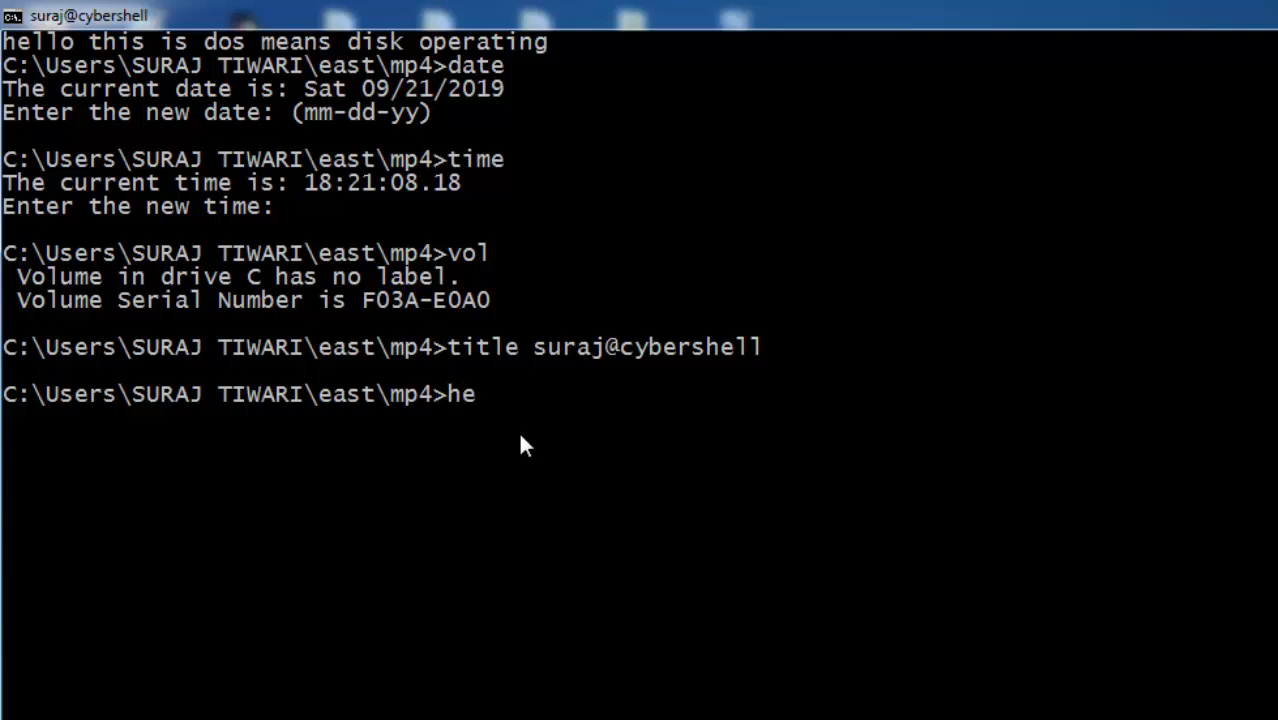 suraj@cybershell
hello this is dos means disk operating
C:\Users\SURAJ TIWARI\east\mp4>date
The current date is: Sat 09/21/2019
Enter the new date: (mm-dd-yy)
C:\Users\SURAJ TIWARI\east\mp4>time
The current time is: 18:21:08.18
Enter the new time:
C:\Users\SURAJ TIWARI\east\mp4>vol
Volume in drive C has no label.
Volume Serial Number is F03A-E0A0
C:\Users\SURAJ TIWARI\east\mp4>title suraj@cybershell
C:\Users\SURAJ TIWARI\east\mp4>he